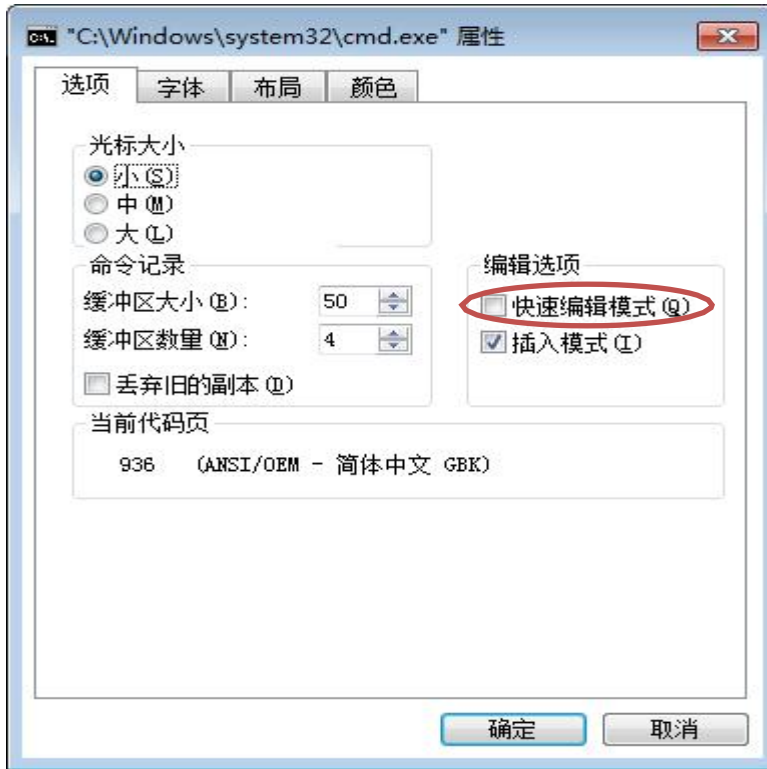 "C:\Windows\system32\cmd.exe" 属性
选项 字体 布局 颜色
光标大小
小(S)
中(M)
大(L)
命令记录
缓冲区大小(B): 50
缓冲区数量(N): 4
丢弃旧的副本(D)
编辑选项
快速编辑模式(Q)
插入模式(I)
当前代码页
936 (ANSI/OEM - 简体中文 GBK)
确定 取消